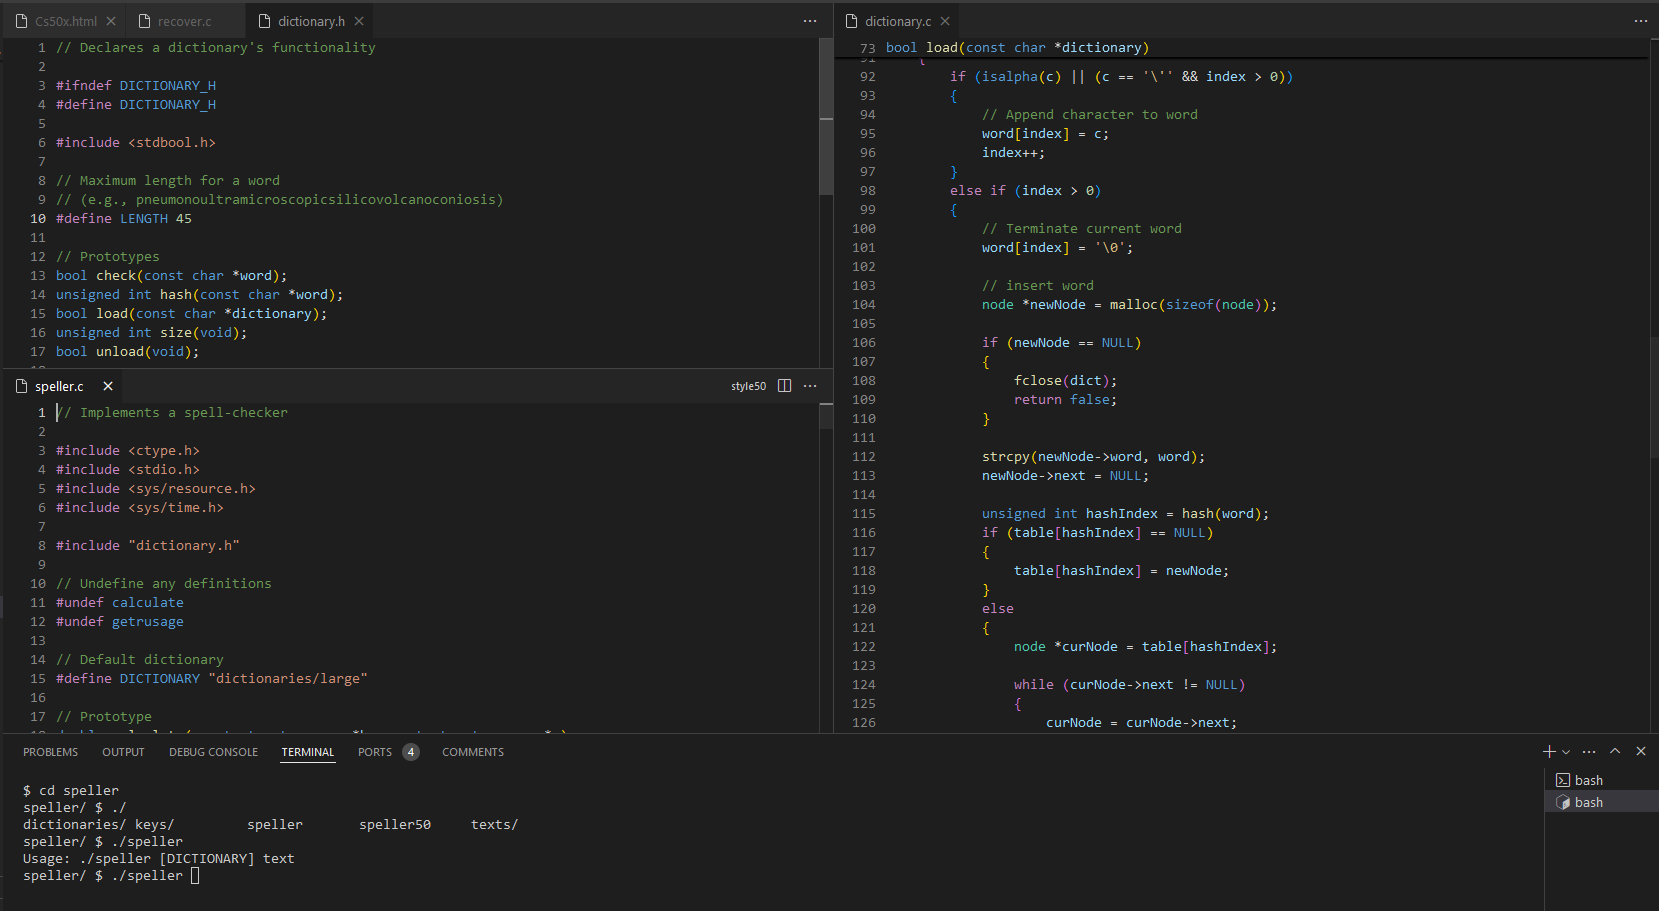 Cs50x.html
recover.c
dictionary.h
1 // Declares a dictionary's functionality
2
3 #ifndef DICTIONARY_H
4 #define DICTIONARY_H
5
6 #include <stdbool.h>
7
8 // Maximum length for a word
9 // (e.g., pneumonoultramicroscopicsilicovolcanoconiosis)
10 #define LENGTH 45
11
12 // Prototypes
13 bool check(const char *word);
14 unsigned int hash(const char *word);
15 bool load(const char *dictionary);
16 unsigned int size(void);
17 bool unload(void);
speller.c
style50
1 // Implements a spell-checker
2
3 #include <ctype.h>
4 #include <stdio.h>
5 #include <sys/resource.h>
6 #include <sys/time.h>
7
8 #include "dictionary.h"
9
10 // Undefine any definitions
11 #undef calculate
12 #undef getrusage
13
14 // Default dictionary
15 #define DICTIONARY "dictionaries/large"
16
17 // Prototype
dictionary.c
73 bool load(const char *dictionary)
91 {
92 if (isalpha(c) || (c == '\'' && index > 0))
93 {
94 // Append character to word
95 word[index] = c;
96 index++;
97 }
98 else if (index > 0)
99 {
100 // Terminate current word
101 word[index] = '\0';
102
103 // insert word
104 node *newNode = malloc(sizeof(node));
105
106 if (newNode == NULL)
107 {
108 fclose(dict);
109 return false;
110 }
111
112 strcpy(newNode->word, word);
113 newNode->next = NULL;
114
115 unsigned int hashIndex = hash(word);
116 if (table[hashIndex] == NULL)
117 {
118 table[hashIndex] = newNode;
119 }
120 else
121 {
122 node *curNode = table[hashIndex];
123
124 while (curNode->next != NULL)
125 {
126 curNode = curNode->next;
PROBLEMS OUTPUT DEBUG CONSOLE TERMINAL PORTS 4 COMMENTS
$ cd speller
speller/ $ ./
dictionaries/ keys/ speller speller50 texts/
speller/ $ ./speller
Usage: ./speller [DICTIONARY] text
speller/ $ ./speller
bash
bash